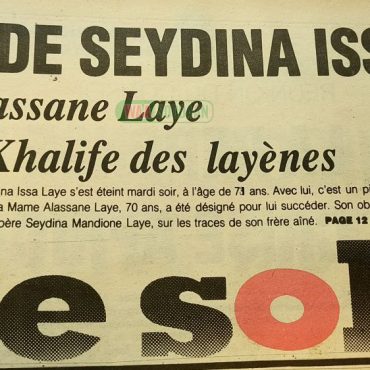 DE SEYDINA ISS
assane Laye
Khalife des layènes
na Issa Laye s'est éteint mardi soir, à l'âge de 71 ans. Avec lui, c'est un pi
a Mame Alassane Laye, 70 ans, a été désigné pour lui succéder. Son ob
père Seydina Mandione Laye, sur les traces de son frère aîné. PAGE 12
e sol